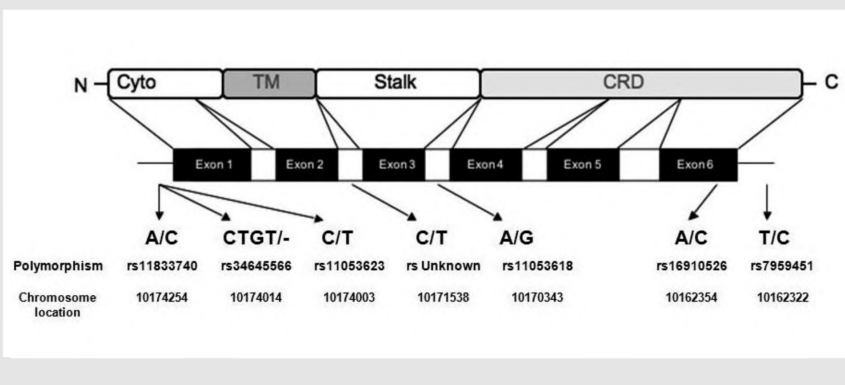 N Cyto TM Stalk CRD C
Exon 1 Exon 2 Exon 3 Exon 4 Exon 5 Exon 6
A/C CTGT/- C/T C/T A/G A/C T/C
Polymorphism rs11833740 rs34645566 rs11053623 rs Unknown rs11053618 rs16910526 rs7959451
Chromosome location 10174254 10174014 10174003 10171538 10170343 10162354 10162322